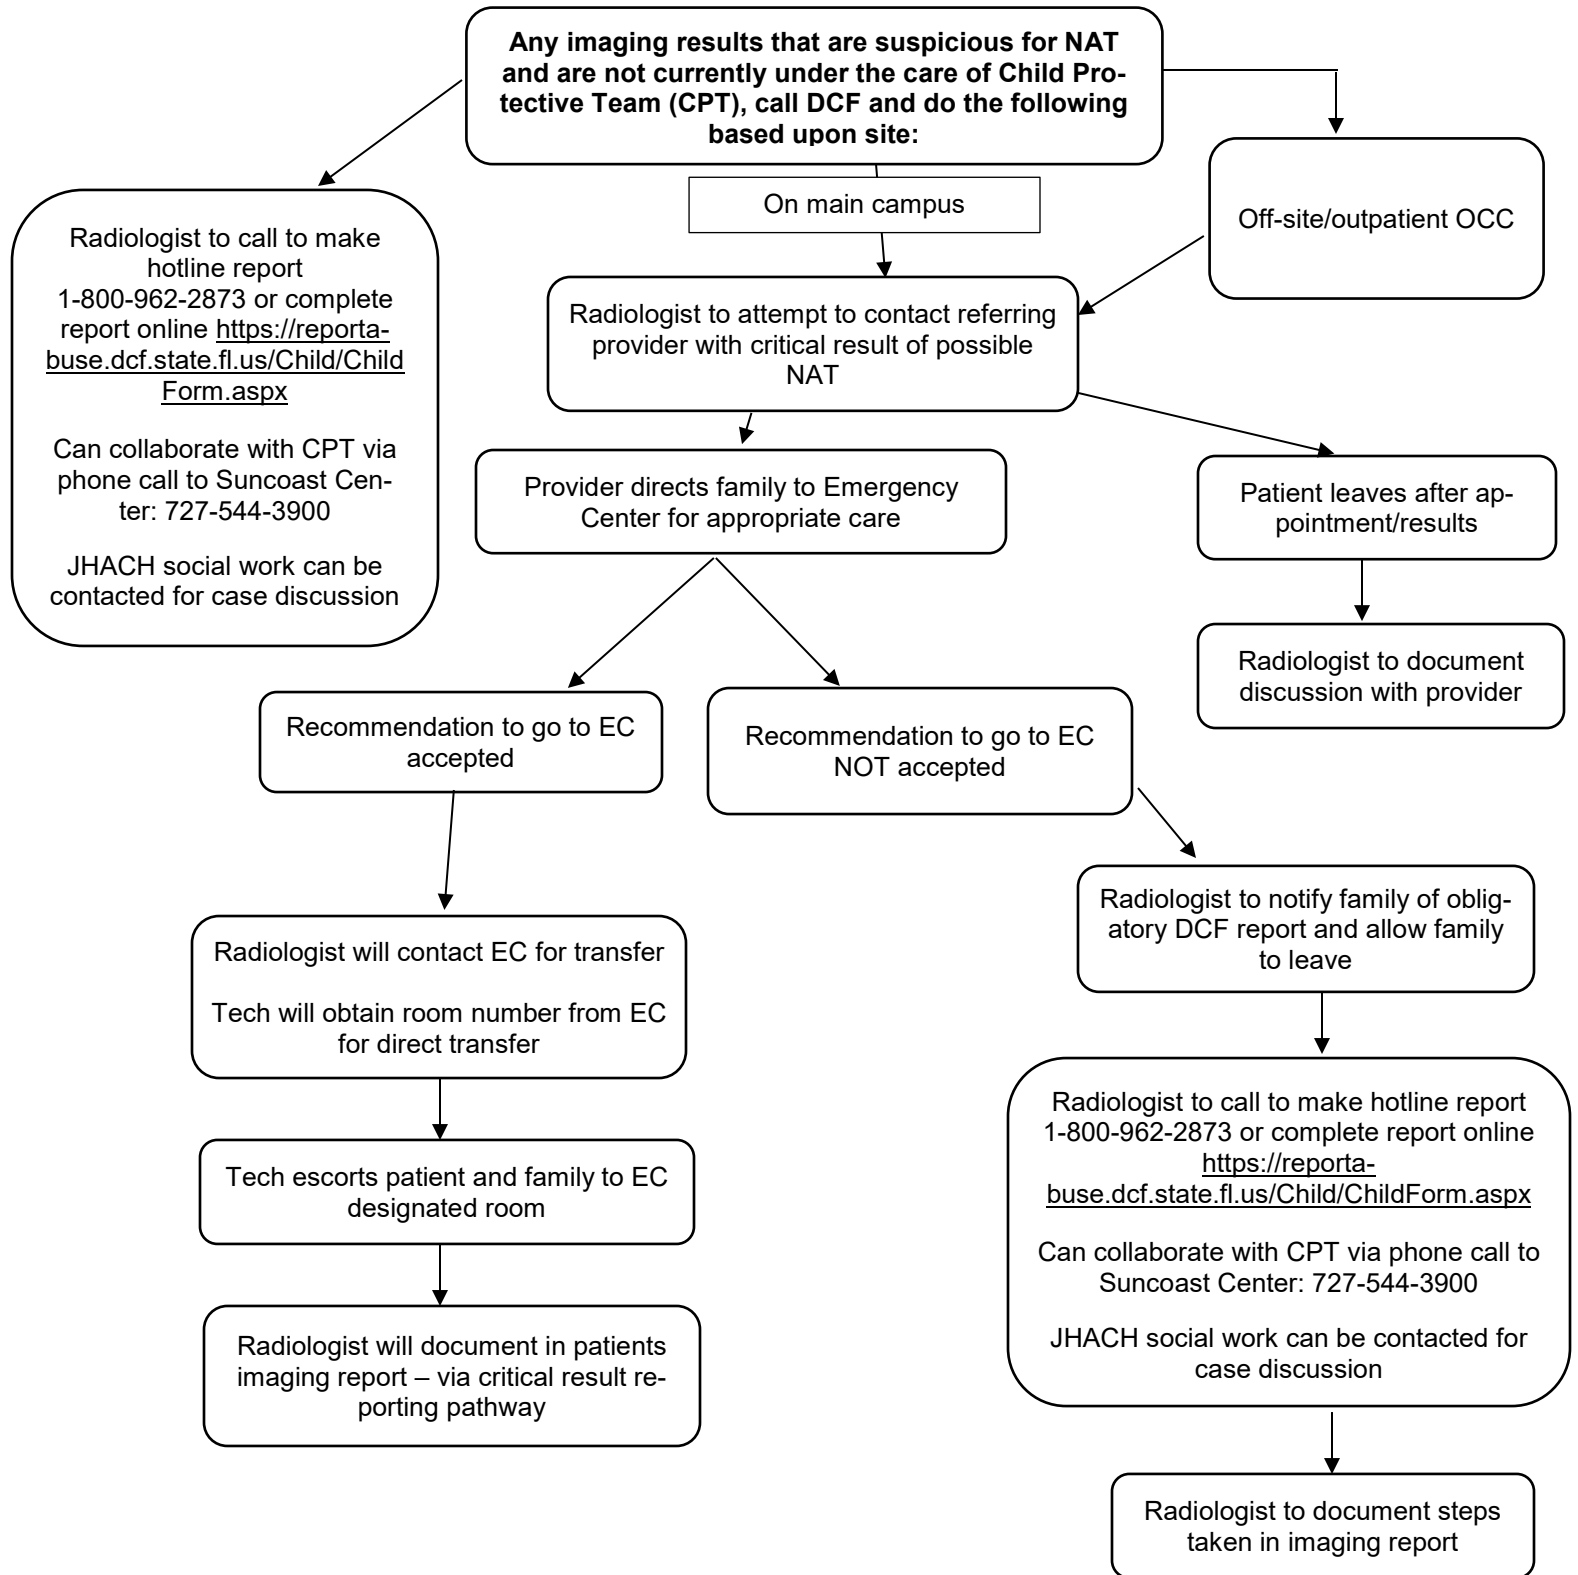 Any imaging results that are suspicious for NAT
and are not currently under the care of Child Pro-
tective Team (CPT), call DCF and do the following
based upon site:
On main campus
Off-site/outpatient OCC
Radiologist to call to make
hotline report
1-800-962-2873 or complete
report online https://reporta-
buse.dcf.state.fl.us/Child/Child
Form.aspx
Can collaborate with CPT via
phone call to Suncoast Cen-
ter: 727-544-3900
JHACH social work can be
contacted for case discussion
Radiologist to attempt to contact referring
provider with critical result of possible
NAT
Provider directs family to Emergency
Center for appropriate care
Patient leaves after ap-
pointment/results
Radiologist to document
discussion with provider
Recommendation to go to EC
accepted
Recommendation to go to EC
NOT accepted
Radiologist to notify family of oblig-
atory DCF report and allow family
to leave
Radiologist will contact EC for transfer
Tech will obtain room number from EC
for direct transfer
Radiologist to call to make hotline report
1-800-962-2873 or complete report online
https://reporta-
buse.dcf.state.fl.us/Child/ChildForm.aspx
Can collaborate with CPT via phone call to
Suncoast Center: 727-544-3900
JHACH social work can be contacted for
case discussion
Tech escorts patient and family to EC
designated room
Radiologist will document in patients
imaging report – via critical result re-
porting pathway
Radiologist to document steps
taken in imaging report